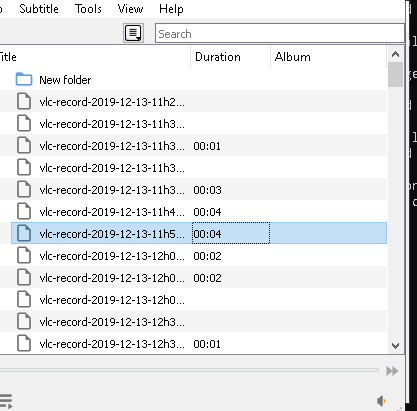 Subtitle Tools View Help
Search
Title Duration Album
New folder
vlc-record-2019-12-13-11h2...
vlc-record-2019-12-13-11h3...
vlc-record-2019-12-13-11h3... 00:01
vlc-record-2019-12-13-11h3...
vlc-record-2019-12-13-11h3... 00:03
vlc-record-2019-12-13-11h4... 00:04
vlc-record-2019-12-13-11h5... 00:04
vlc-record-2019-12-13-12h0... 00:02
vlc-record-2019-12-13-12h0... 00:02
vlc-record-2019-12-13-12h0...
vlc-record-2019-12-13-12h3...
vlc-record-2019-12-13-12h3... 00:01